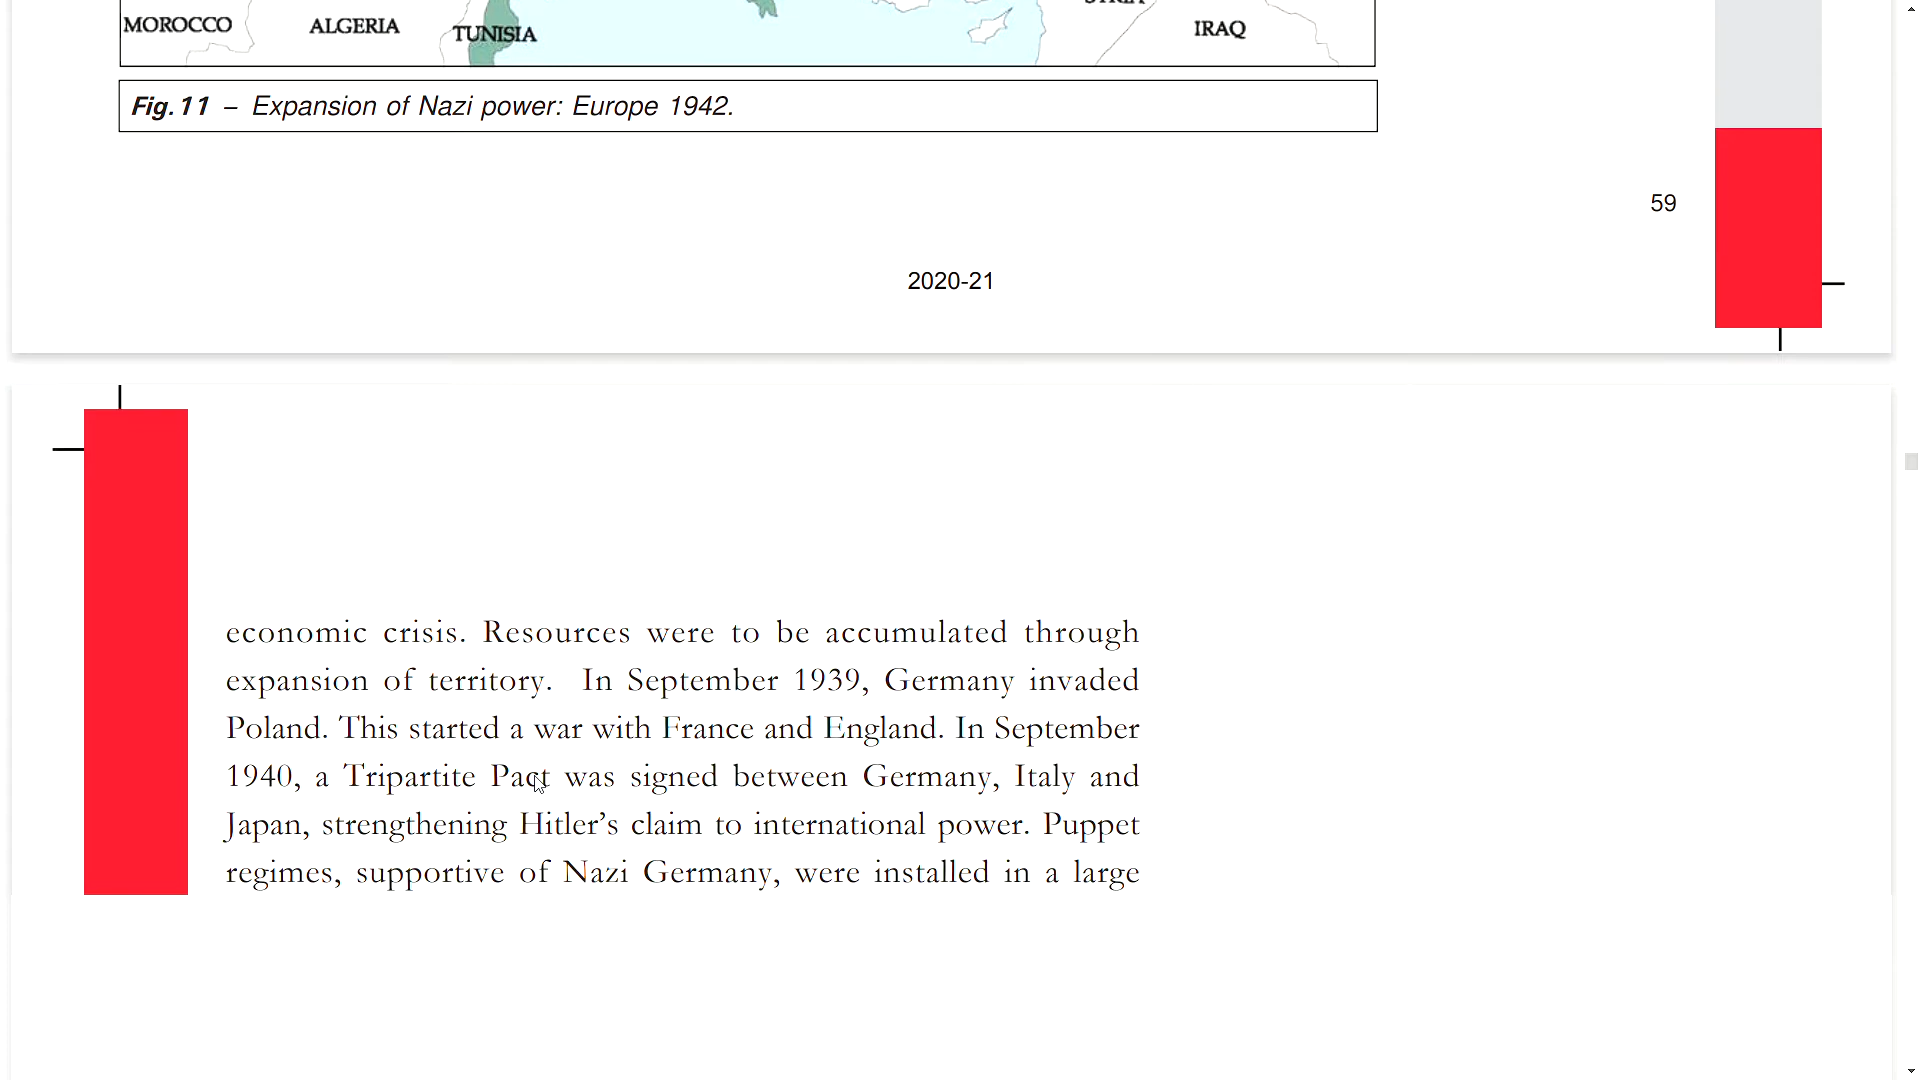 MOROCCO
ALGERIA
TUNISIA
IRAQ
Fig. 11 – Expansion of Nazi power: Europe 1942.
59
2020-21
economic crisis. Resources were to be accumulated through
expansion of territory. In September 1939, Germany invaded
Poland. This started a war with France and England. In September
1940, a Tripartite Pact was signed between Germany, Italy and
Japan, strengthening Hitler’s claim to international power. Puppet
regimes, supportive of Nazi Germany, were installed in a large